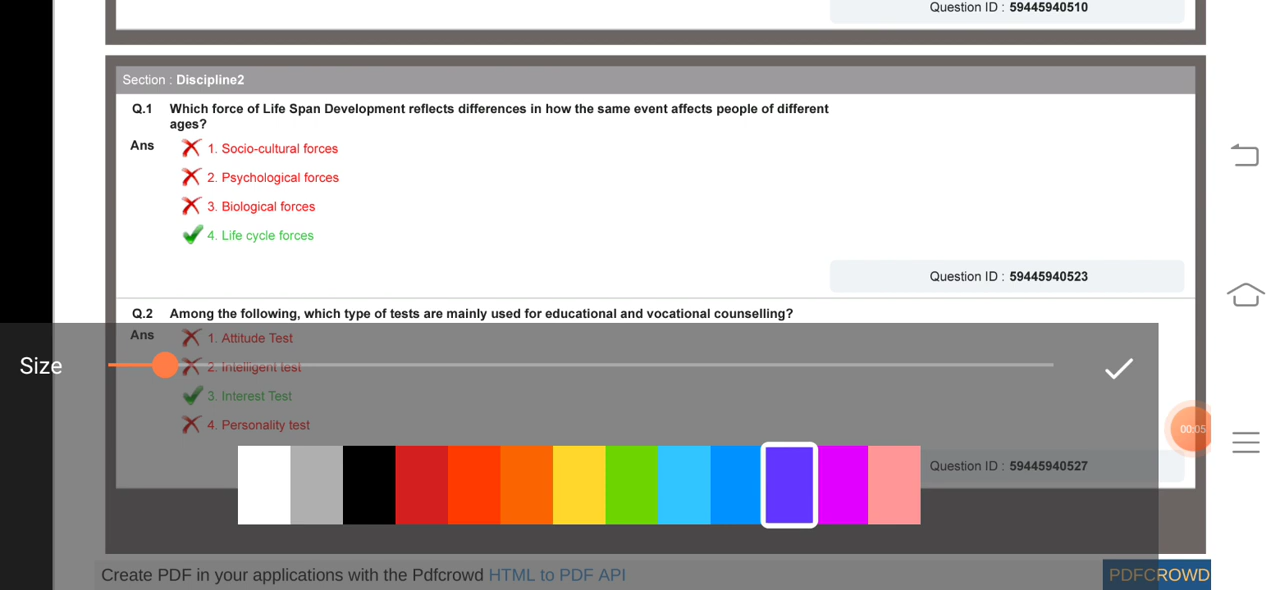 Question ID : 59445940510
Section : Discipline2
Q.1 Which force of Life Span Development reflects differences in how the same event affects people of different
ages?
Ans
1. Socio-cultural forces
2. Psychological forces
3. Biological forces
4. Life cycle forces
Question ID : 59445940523
Q.2 Among the following, which type of tests are mainly used for educational and vocational counselling?
Ans
1. Attitude Test
Size
2. Intelligent test
3. Interest Test
4. Personality test
00:05
Question ID : 59445940527
Create PDF in your applications with the Pdfcrowd HTML to PDF API
PDFCROWD